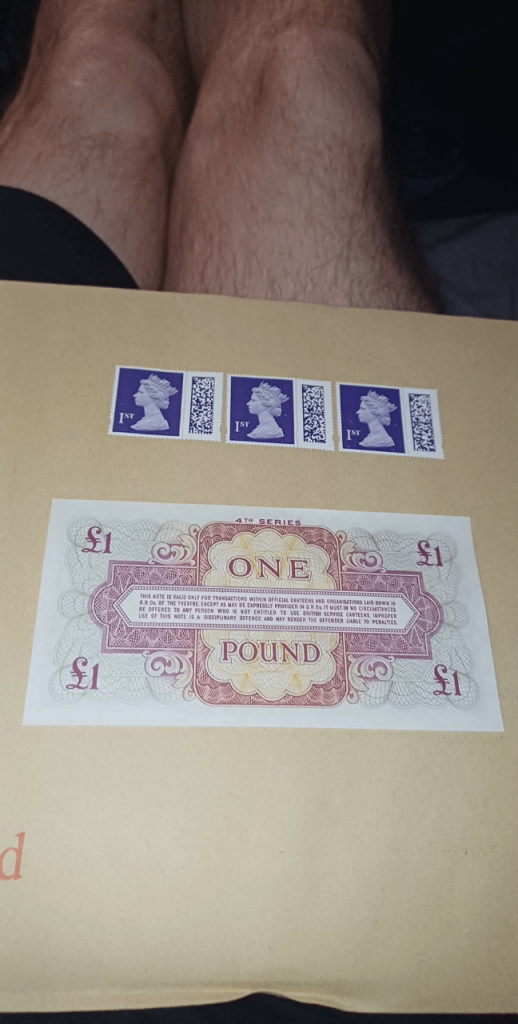 1ST 1ST 1ST
4TH SERIES
£1 £1
ONE
THIS NOTE IS VALID ONLY FOR TRANSACTIONS WITHIN OFFICIAL CANTEENS AND ORGANISATIONS LAID DOWN IN
G.R.Os. OF THE THEATRE. EXCEPT AS MAY BE EXPRESSLY PROVIDED IN G.R.Os. IT MUST IN NO CIRCUMSTANCES
BE OFFERED TO ANY PERSON WHO IS NOT ENTITLED TO USE BRITISH SERVICE CANTEENS. IMPROPER
USE OF THIS NOTE IS A DISCIPLINARY OFFENCE AND MAY RENDER THE OFFENDER LIABLE TO PENALTIES.
POUND
£1 £1
d